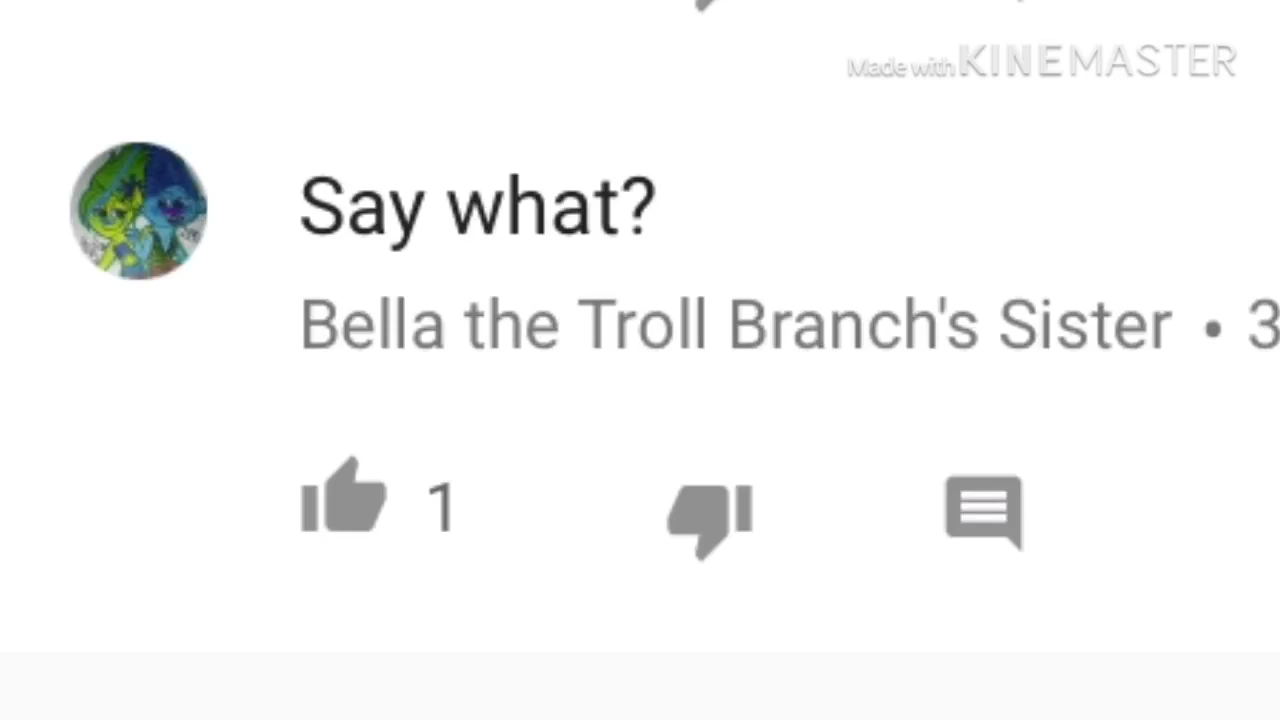 Made with KINEMASTER
Say what?
Bella the Troll Branch's Sister • 3
1